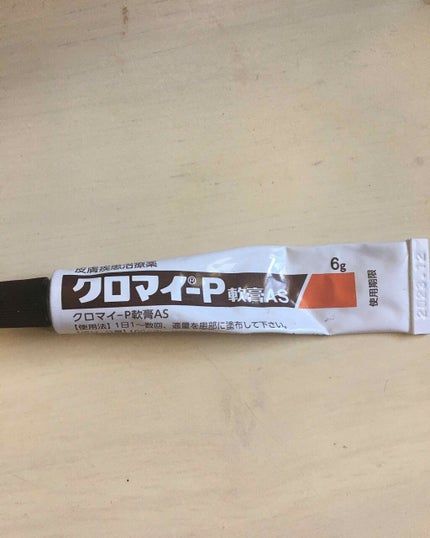 皮膚疾患治療薬
クロマイ®-P 軟膏AS
6g
使用期限
2023.12
クロマイ-P軟膏AS
【使用法】1日1~数回、適量を患部に塗布して下さい。